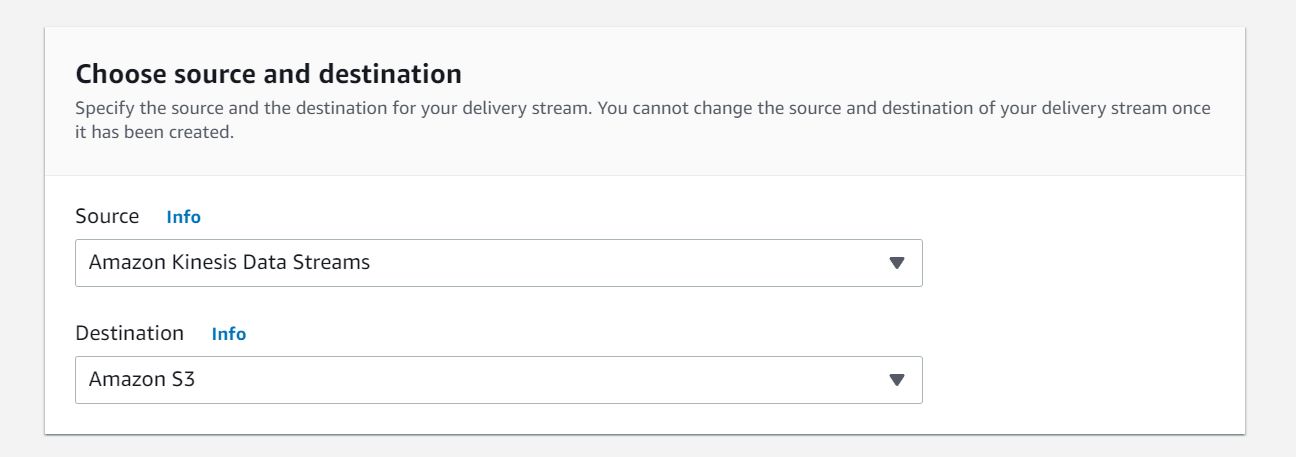 Choose source and destination
Specify the source and the destination for your delivery stream. You cannot change the source and destination of your delivery stream once
it has been created.
Source Info
Amazon Kinesis Data Streams
Destination Info
Amazon S3